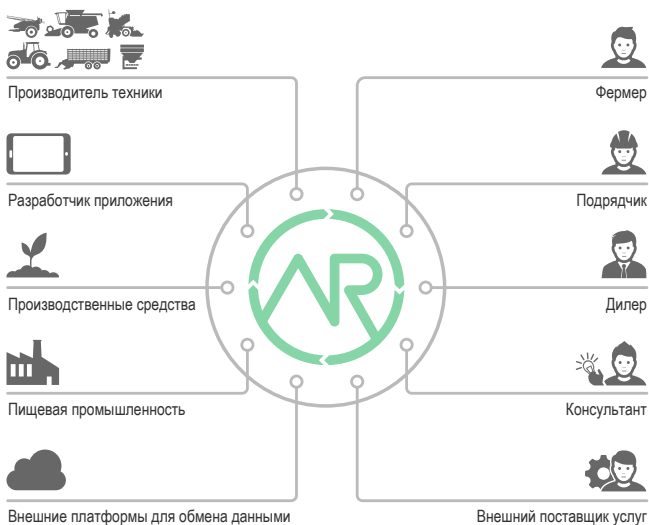 Производитель техники
Фермер
Разработчик приложения
Подрядчик
AR
Производственные средства
Дилер
Пищевая промышленность
Консультант
Внешние платформы для обмена данными
Внешний поставщик услуг